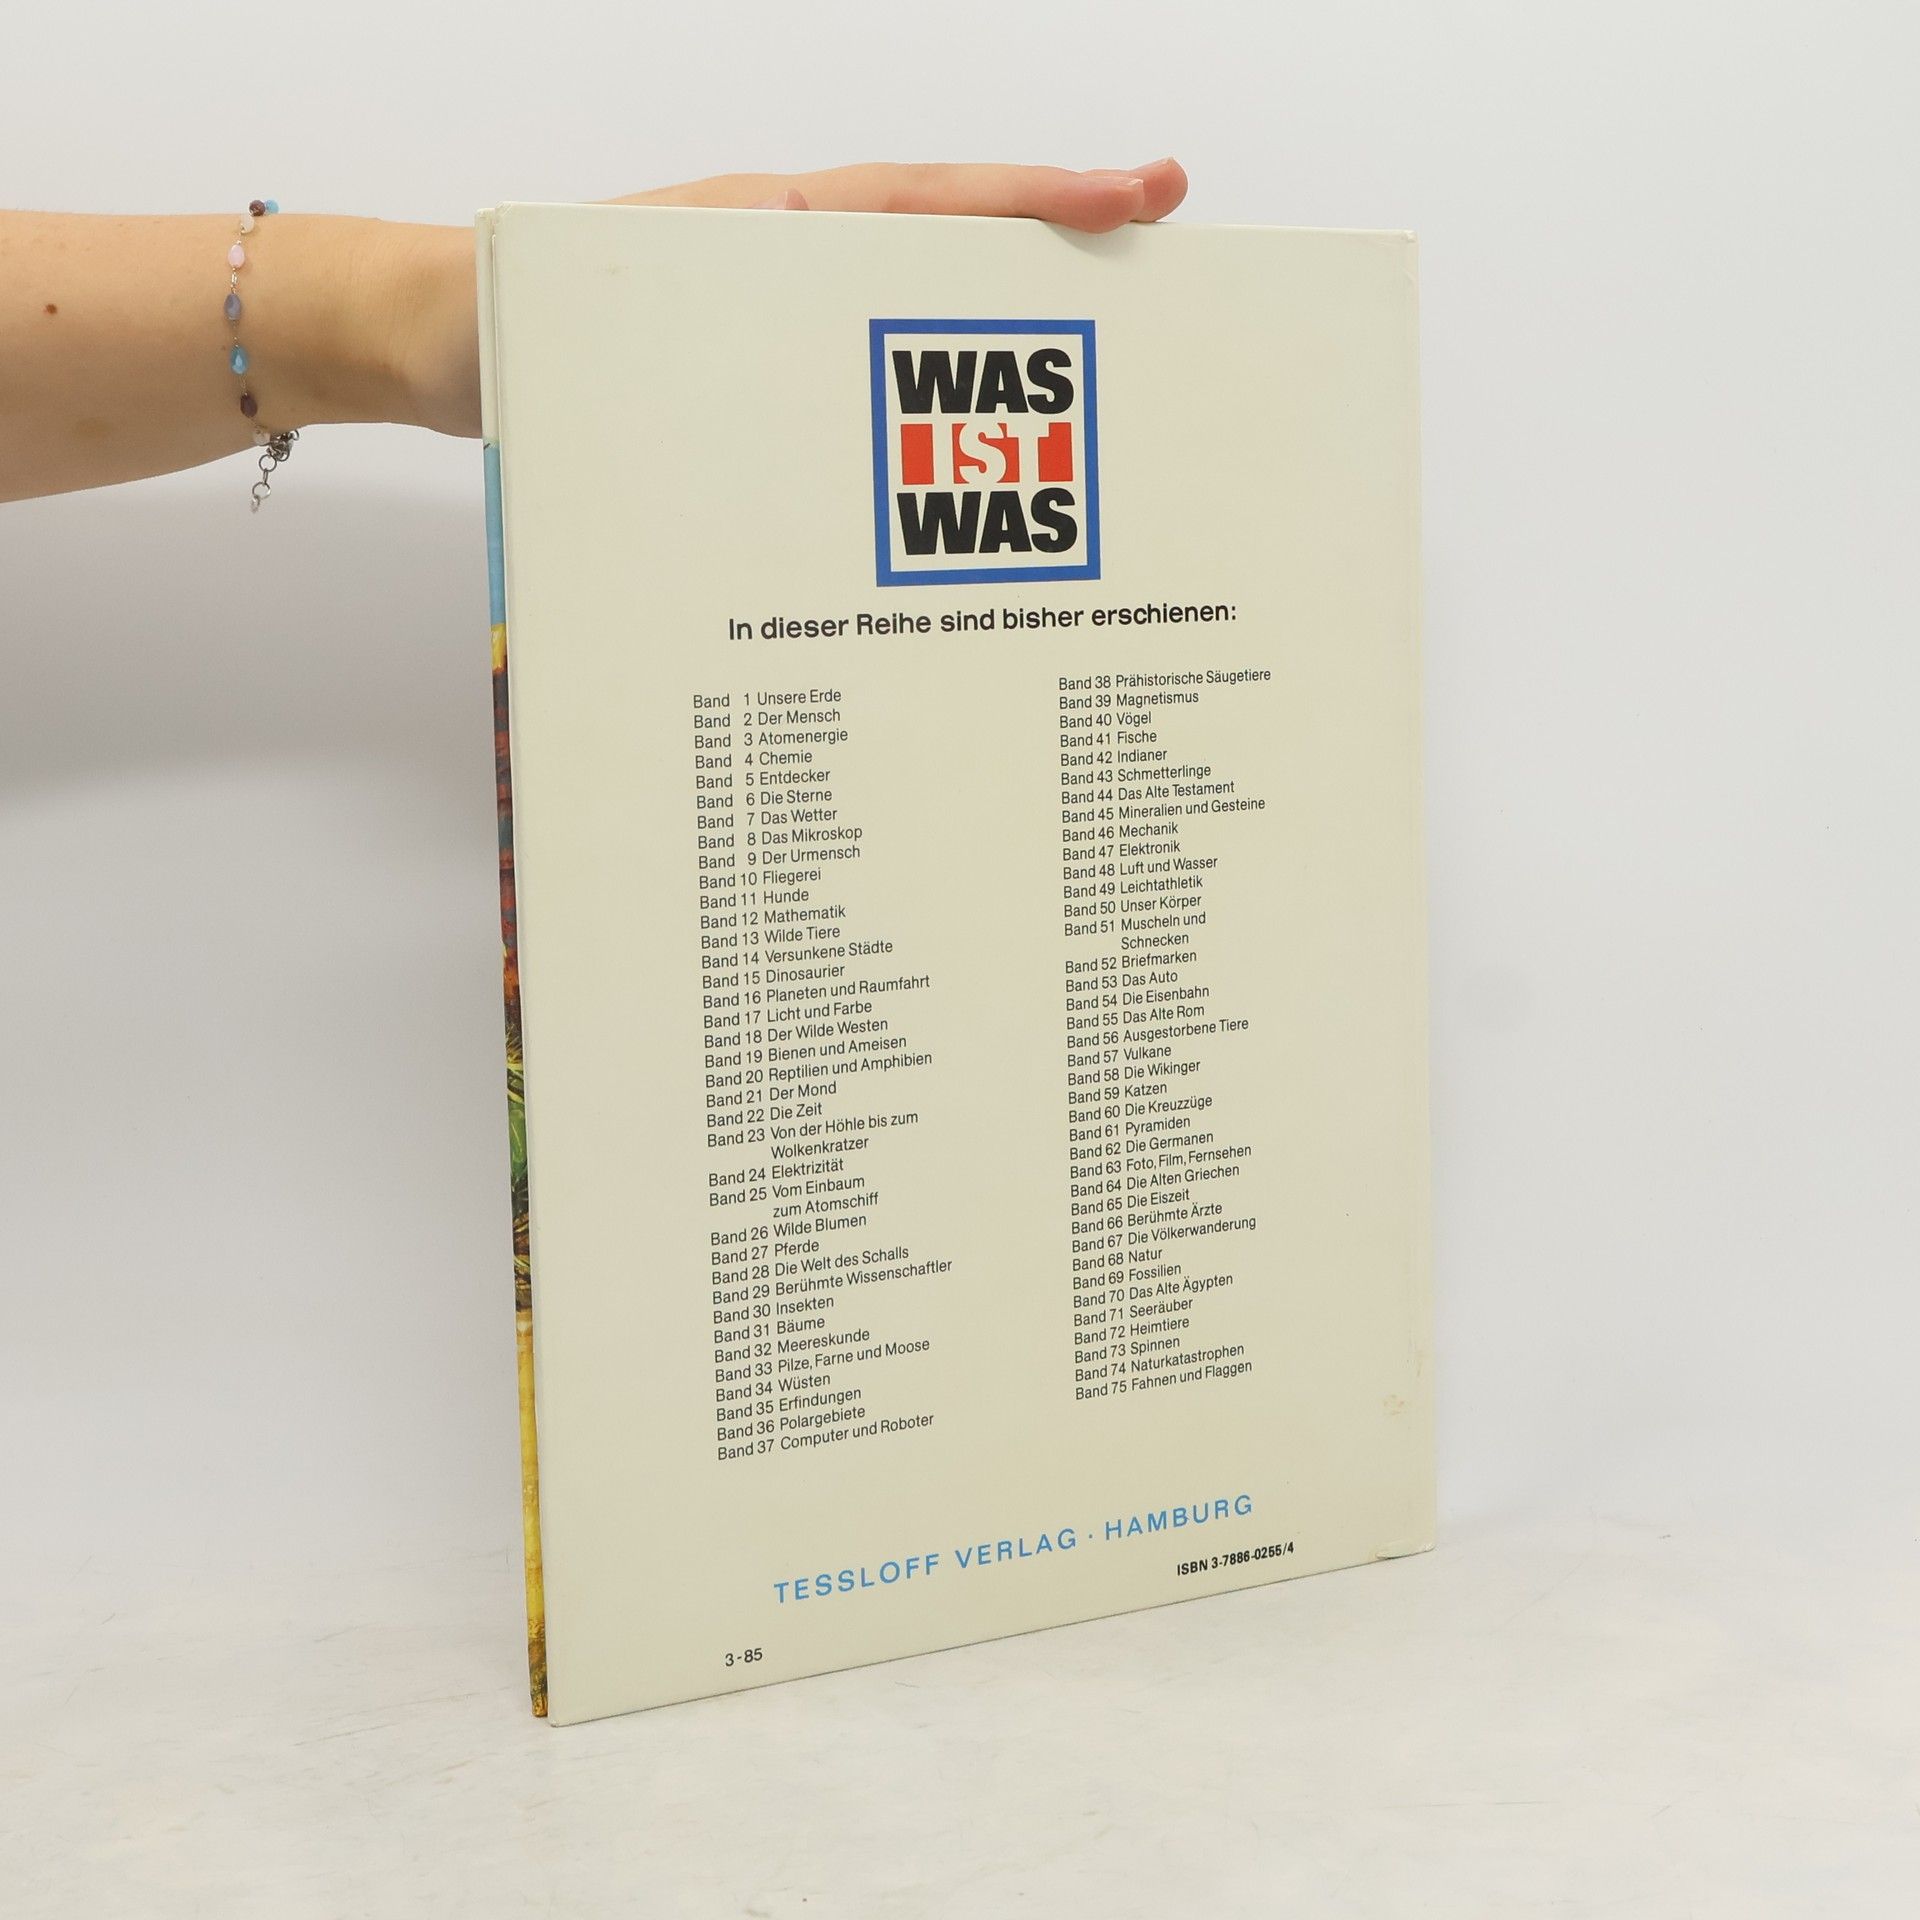 WAS
IST
WAS
In dieser Reihe sind bisher erschienen:
Band 1 Unsere Erde
Band 2 Der Mensch
Band 3 Atomenergie
Band 4 Chemie
Band 5 Entdecker
Band 6 Die Sterne
Band 7 Das Wetter
Band 8 Das Mikroskop
Band 9 Der Urmensch
Band 10 Fliegerei
Band 11 Hunde
Band 12 Mathematik
Band 13 Wilde Tiere
Band 14 Versunkene Städte
Band 15 Dinosaurier
Band 16 Planeten und Raumfahrt
Band 17 Licht und Farbe
Band 18 Der Wilde Westen
Band 19 Bienen und Ameisen
Band 20 Reptilien und Amphibien
Band 21 Der Mond
Band 22 Die Zeit
Band 23 Von der Höhle bis zum
Wolkenkratzer
Band 24 Elektrizität
Band 25 Vom Einbaum
zum Atomschiff
Band 26 Wilde Blumen
Band 27 Pferde
Band 28 Die Welt des Schalls
Band 29 Berühmte Wissenschaftler
Band 30 Insekten
Band 31 Bäume
Band 32 Meereskunde
Band 33 Pilze, Farne und Moose
Band 34 Wüsten
Band 35 Erfindungen
Band 36 Polargebiete
Band 37 Computer und Roboter
Band 38 Prähistorische Säugetiere
Band 39 Magnetismus
Band 40 Vögel
Band 41 Fische
Band 42 Indianer
Band 43 Schmetterlinge
Band 44 Das Alte Testament
Band 45 Mineralien und Gesteine
Band 46 Mechanik
Band 47 Elektronik
Band 48 Luft und Wasser
Band 49 Leichtathletik
Band 50 Unser Körper
Band 51 Muscheln und
Schnecken
Band 52 Briefmarken
Band 53 Das Auto
Band 54 Die Eisenbahn
Band 55 Das Alte Rom
Band 56 Ausgestorbene Tiere
Band 57 Vulkane
Band 58 Die Wikinger
Band 59 Katzen
Band 60 Die Kreuzzüge
Band 61 Pyramiden
Band 62 Die Germanen
Band 63 Foto, Film, Fernsehen
Band 64 Die Alten Griechen
Band 65 Die Eiszeit
Band 66 Berühmte Ärzte
Band 67 Die Völkerwanderung
Band 68 Natur
Band 69 Fossilien
Band 70 Das Alte Ägypten
Band 71 Seeräuber
Band 72 Heimtiere
Band 73 Spinnen
Band 74 Naturkatastrophen
Band 75 Fahnen und Flaggen
TESSLOFF VERLAG · HAMBURG
ISBN 3-7886-0255/4
3-85